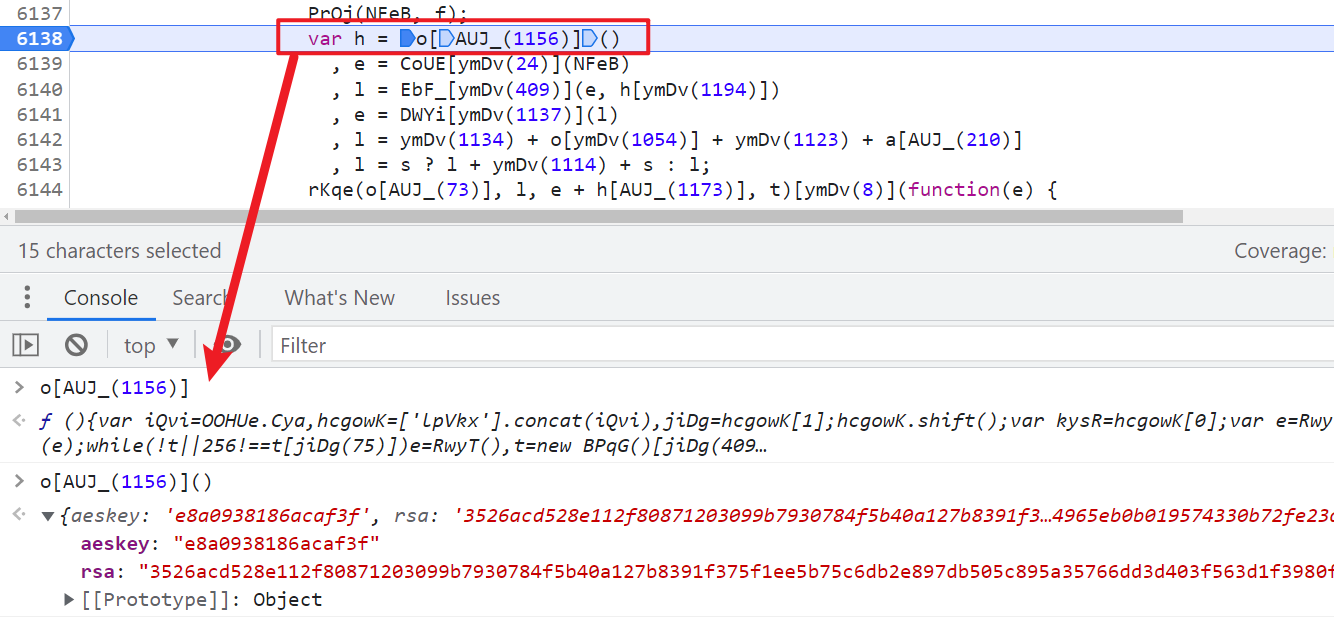 6137 PrOj(NFeB, f);
6138 var h = o[AUJ_(1156)]()
6139 , e = CoUE[ymDv(24)](NFeB)
6140 , l = EbF_[ymDv(409)](e, h[ymDv(1194)])
6141 , e = DWYi[ymDv(1137)](l)
6142 , l = ymDv(1134) + o[ymDv(1054)] + ymDv(1123) + a[AUJ_(210)]
6143 , l = s ? l + ymDv(1114) + s : l;
6144 rKqe(o[AUJ_(73)], l, e + h[AUJ_(1173)], t)[ymDv(8)](function(e) {
15 characters selected Coverage:
Console Search What's New Issues
top Filter
> o[AUJ_(1156)]
ƒ (){var iQvi=OOHUe.Cya,hcgowK=['lpVkx'].concat(iQvi),jiDg=hcgowK[1];hcgowK.shift();var kysR=hcgowK[0];var e=Rwy
(e);while(!t||256!==t[jiDg(75)])e=RwyT(),t=new BPqG()[jiDg(409…
> o[AUJ_(1156)]()
{aeskey: 'e8a0938186acaf3f', rsa: '3526acd528e112f80871203099b7930784f5b40a127b8391f3…4965eb0b019574330b72fe23
aeskey: "e8a0938186acaf3f"
rsa: "3526acd528e112f80871203099b7930784f5b40a127b8391f375f1ee5b75c6db2e897db505c895a35766dd3d403f563d1f3980f
[[Prototype]]: Object